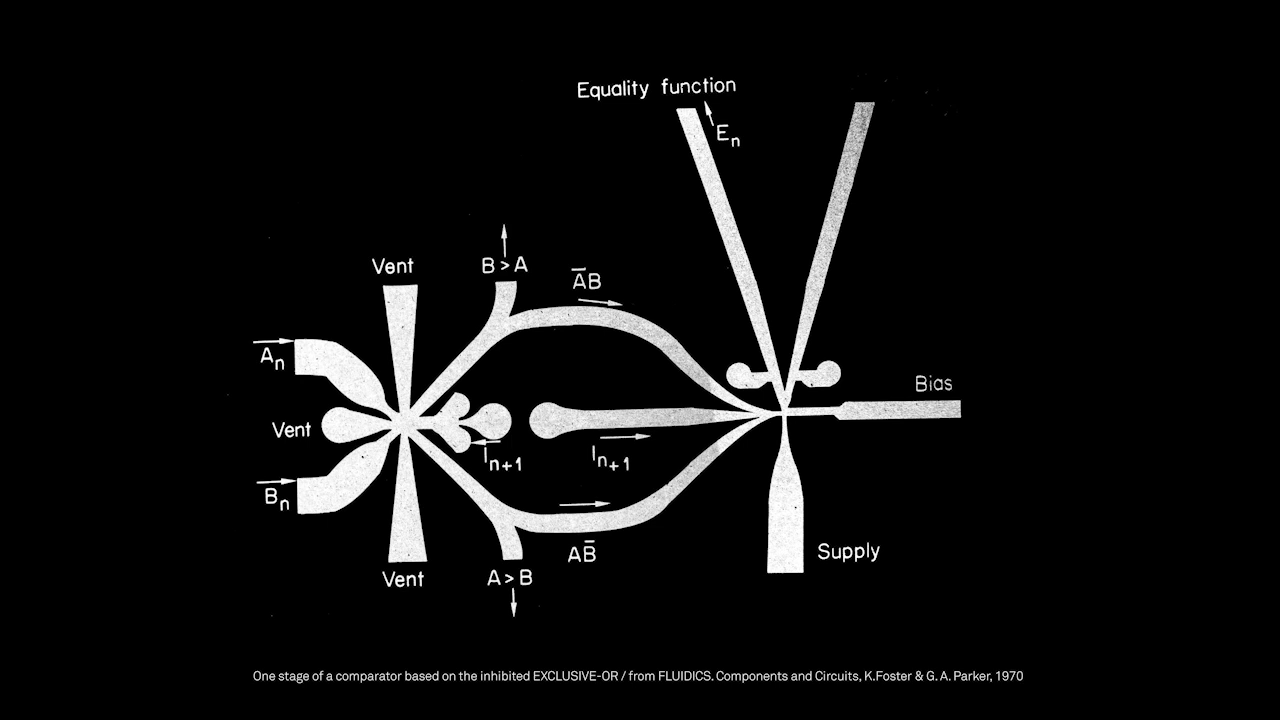 Equality function
Eₙ
Vent
B > A
A̅B
Aₙ
Bias
Vent
Iₙ₊₁
Iₙ₊₁
Bₙ
AB̅
Supply
Vent
A > B
One stage of a comparator based on the inhibited EXCLUSIVE-OR / from FLUIDICS. Components and Circuits, K.Foster & G. A. Parker, 1970